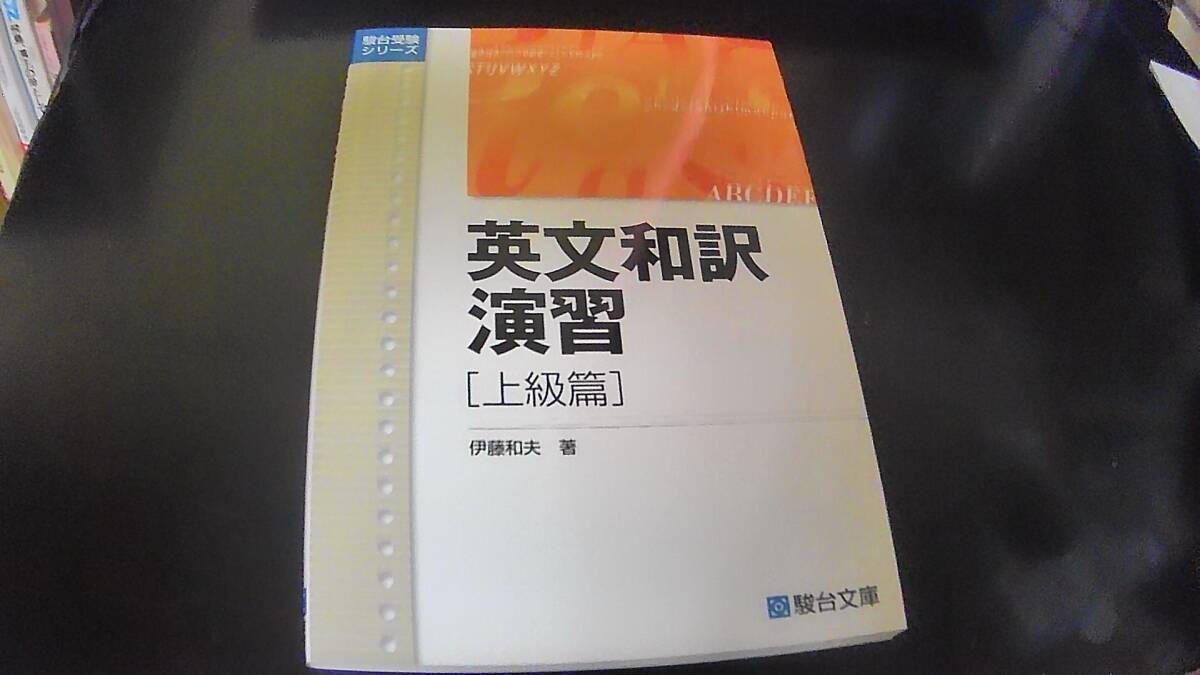 駿台受験
シリーズ
STUVWXYZ
ABCDEF
英文和訳
演習
[上級篇]
伊藤和夫 著
駿台文庫